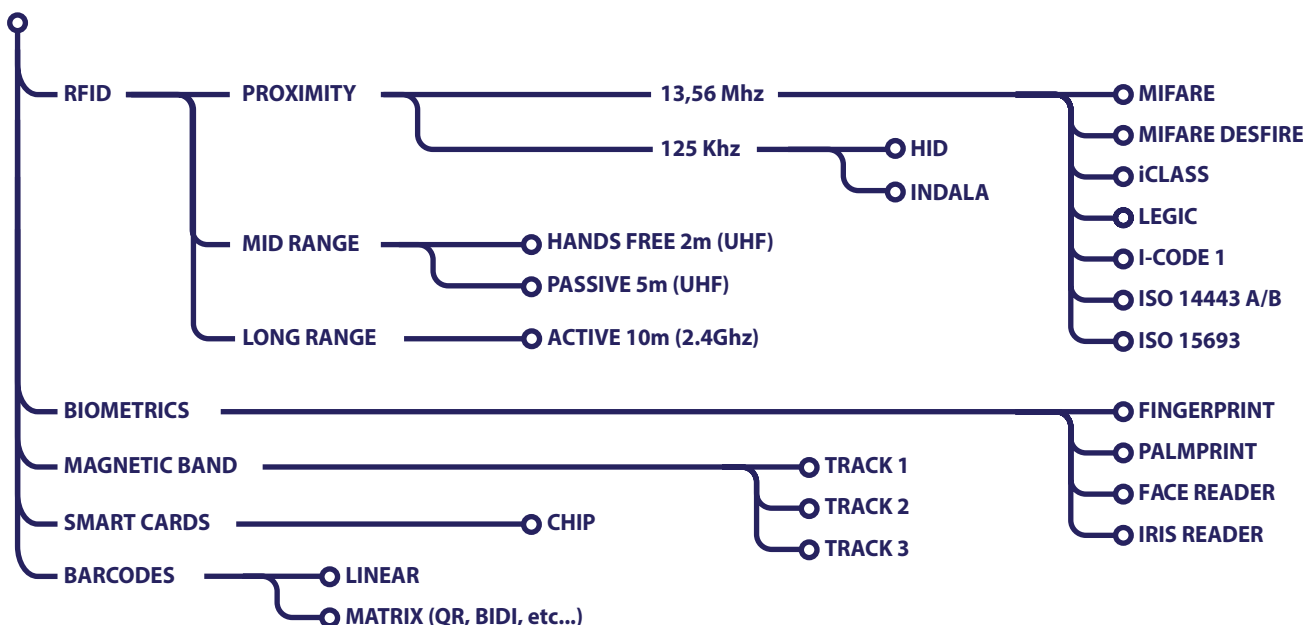 RFID
PROXIMITY
13,56 Mhz
MIFARE
MIFARE DESFIRE
iCLASS
LEGIC
I-CODE 1
ISO 14443 A/B
ISO 15693
125 Khz
HID
INDALA
MID RANGE
HANDS FREE 2m (UHF)
PASSIVE 5m (UHF)
LONG RANGE
ACTIVE 10m (2.4Ghz)
BIOMETRICS
FINGERPRINT
PALMPRINT
FACE READER
IRIS READER
MAGNETIC BAND
TRACK 1
TRACK 2
TRACK 3
SMART CARDS
CHIP
BARCODES
LINEAR
MATRIX (QR, BIDI, etc...)